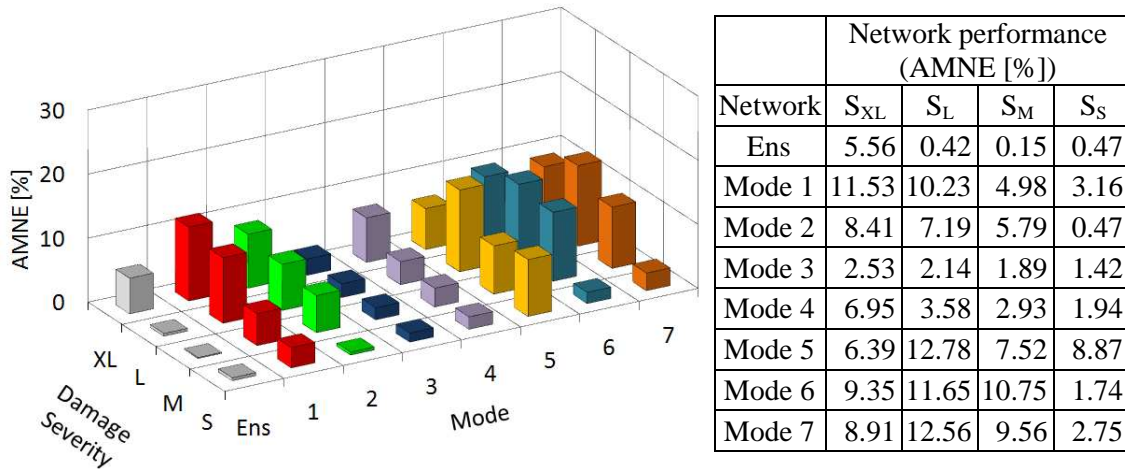 30
20
10
0
AMNE [%]
XL
L
M
S
Damage
Severity
Ens
1
2
3
4
5
6
7
Mode
Network performance
(AMNE [%])
Network S_XL S_L S_M S_S
Ens 5.56 0.42 0.15 0.47
Mode 1 11.53 10.23 4.98 3.16
Mode 2 8.41 7.19 5.79 0.47
Mode 3 2.53 2.14 1.89 1.42
Mode 4 6.95 3.58 2.93 1.94
Mode 5 6.39 12.78 7.52 8.87
Mode 6 9.35 11.65 10.75 1.74
Mode 7 8.91 12.56 9.56 2.75